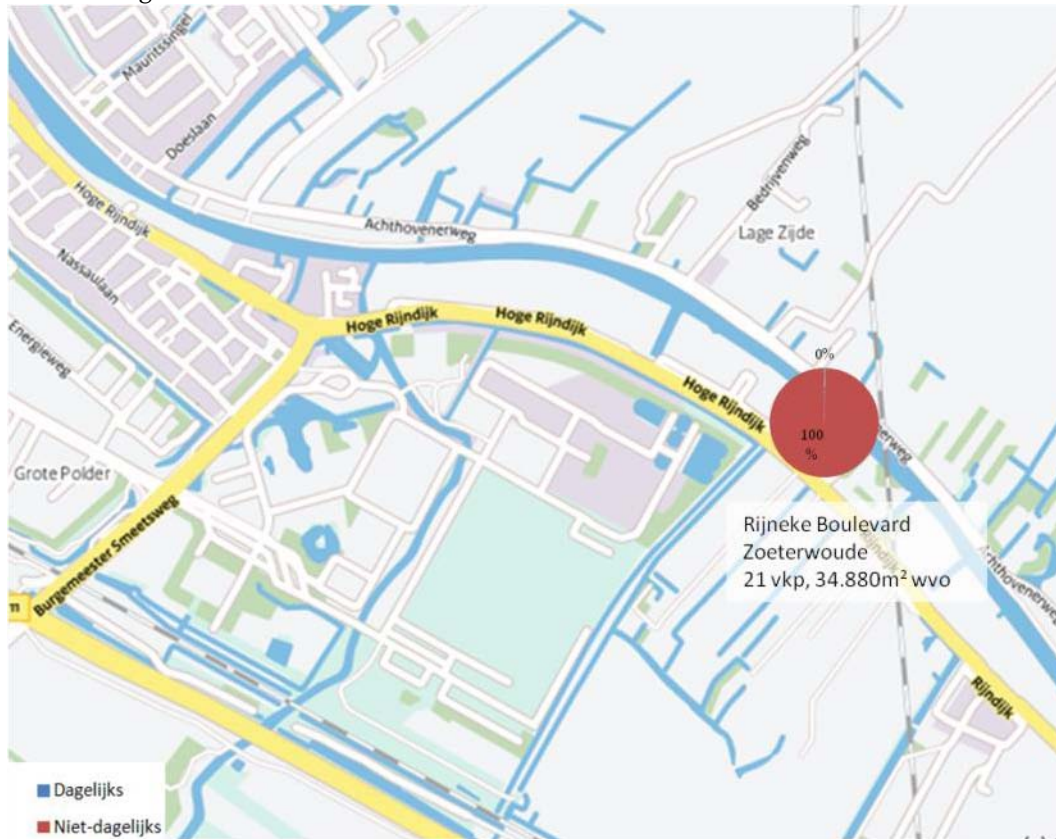 Mauritssingel
Doeslaan
Hoge Rijndijk
Nassaulaan
Energieweg
Achthovenerweg
Bedrijvenweg
Lage Zijde
Hoge Rijndijk
Hoge Rijndijk
Hoge Rijndijk
0%
100
%
Grote Polder
Burgemeester Smeetsweg
Rijneke Boulevard
Zoeterwoude
21 vkp, 34.880m² wvo
Achthovenerweg
Rijndijk
Dagelijks
Niet-dagelijks